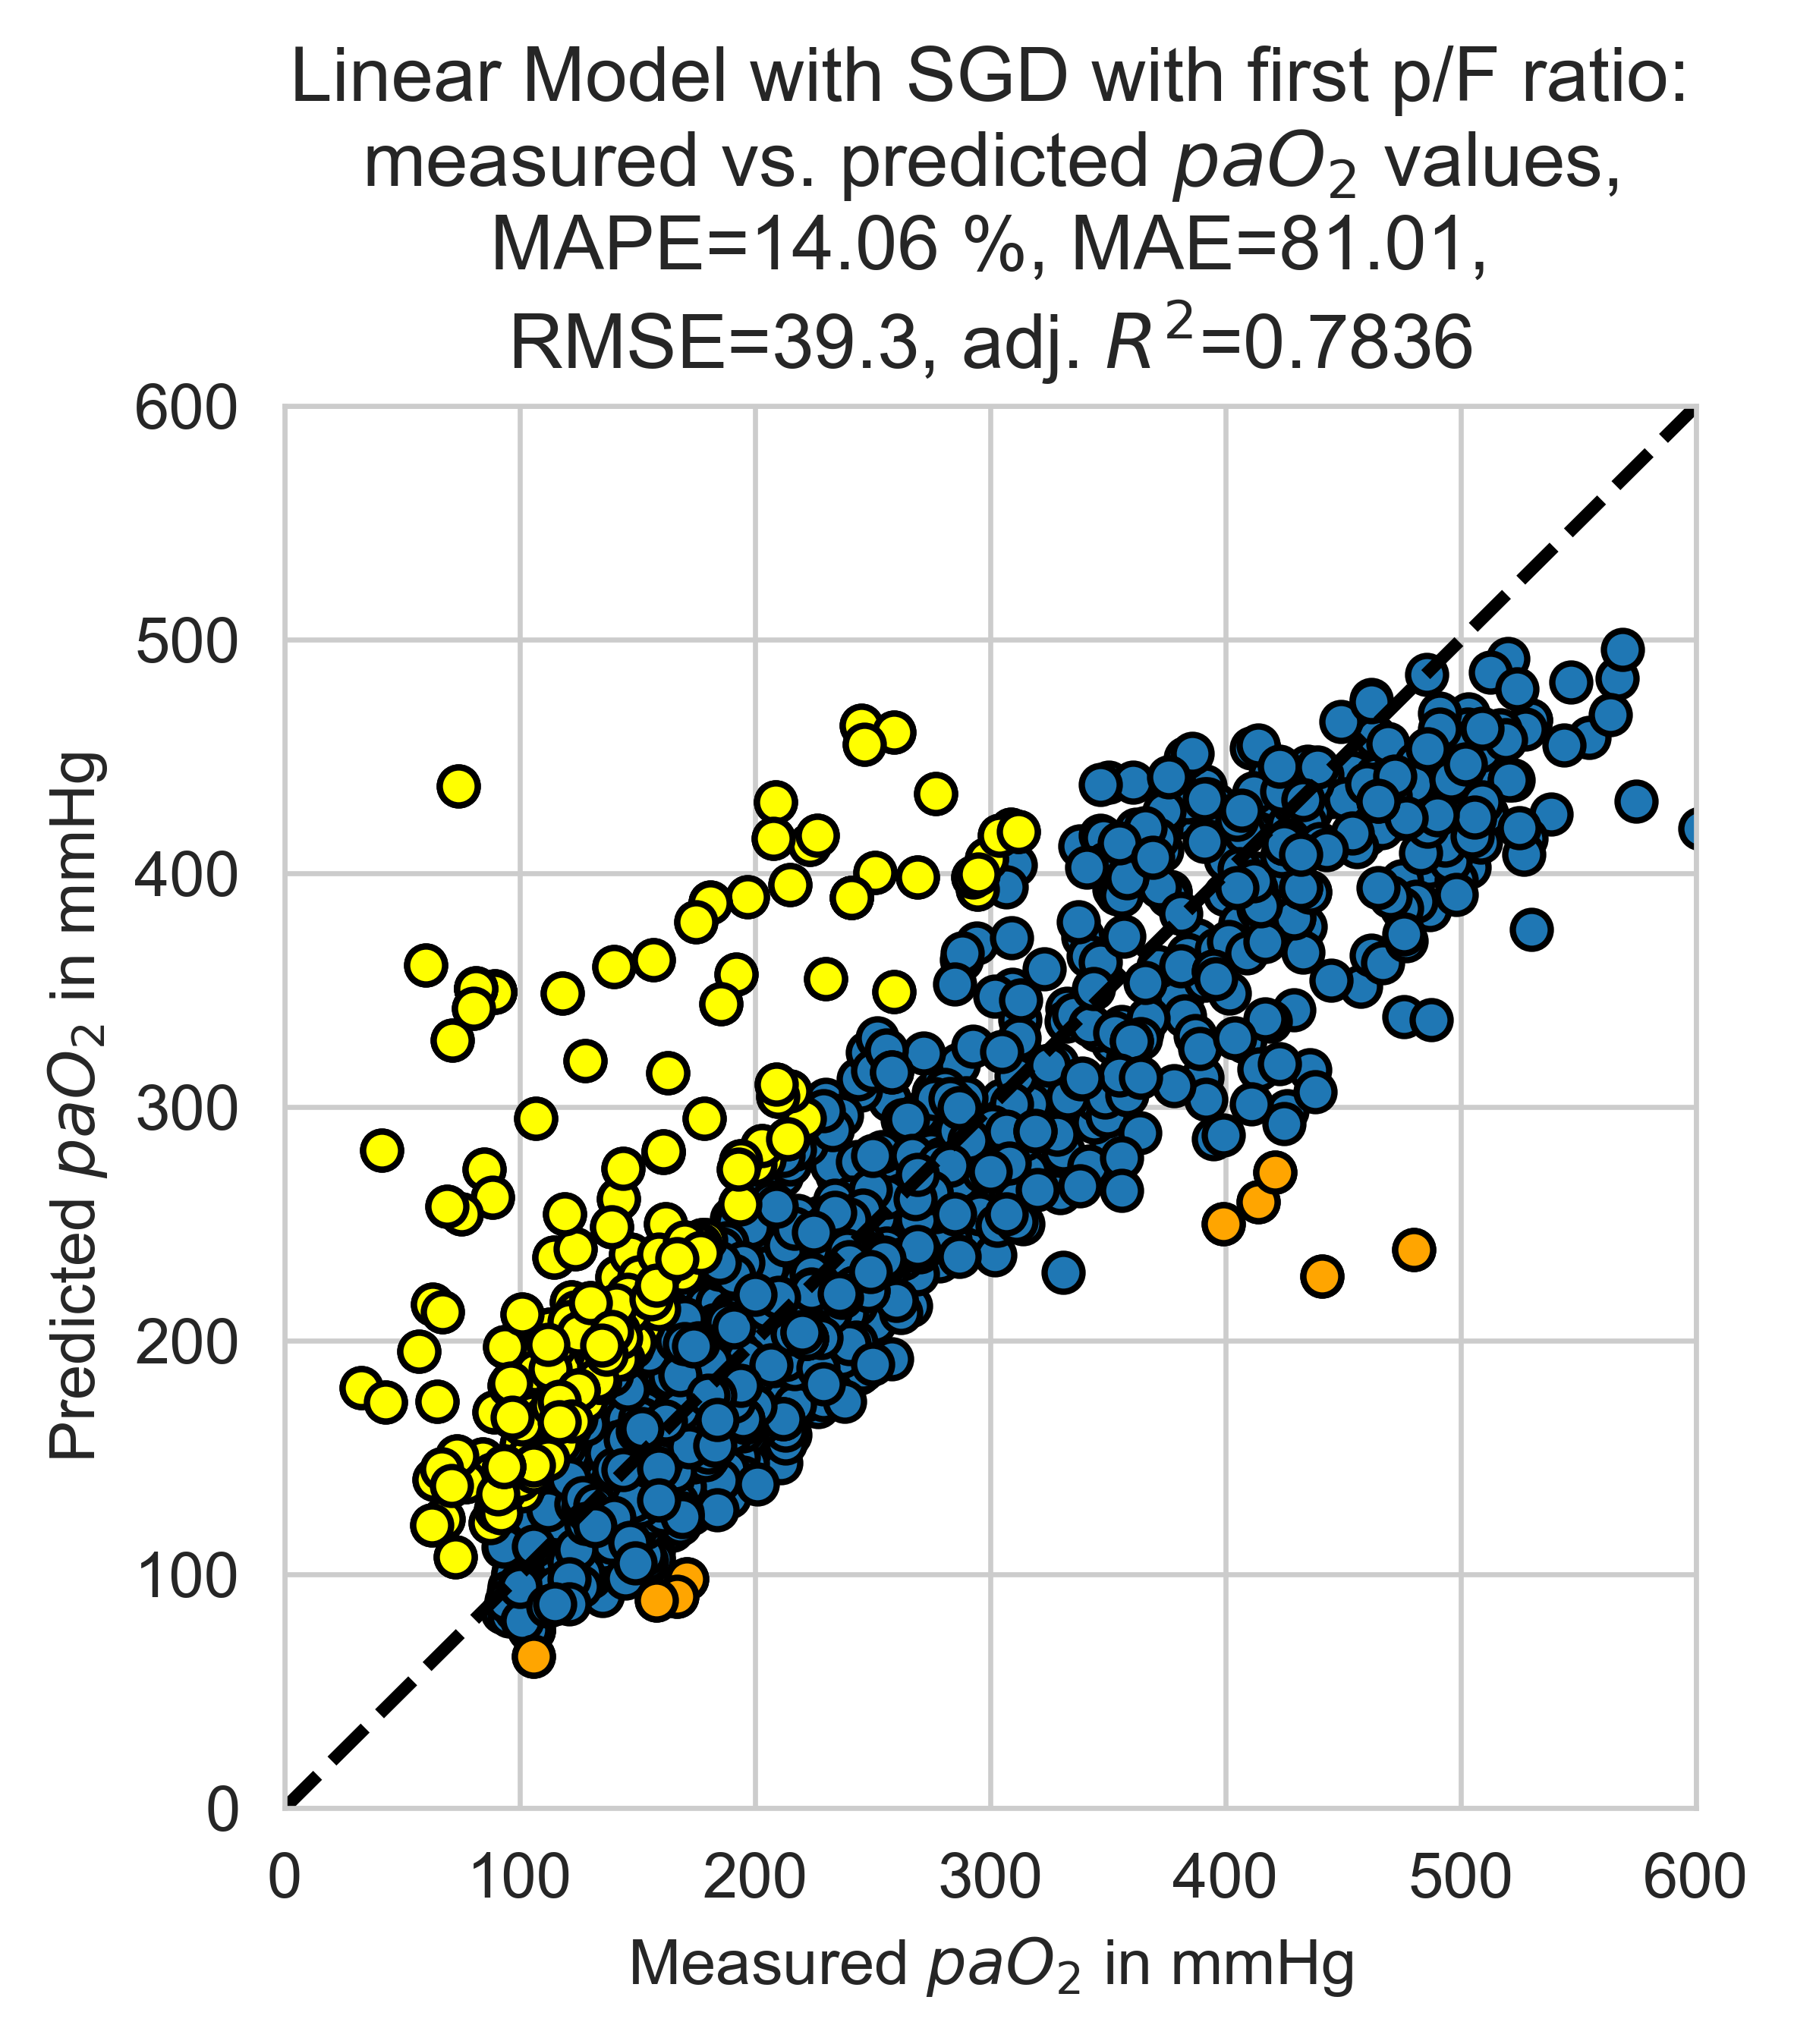 Linear Model with SGD with first p/F ratio:
measured vs. predicted paO₂ values,
MAPE=14.06 %, MAE=81.01,
RMSE=39.3, adj. R²=0.7836
600
500
400
300
200
100
0
Predicted paO₂ in mmHg
0 100 200 300 400 500 600
Measured paO₂ in mmHg